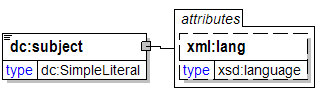 attributes
dc:subject
type dc:SimpleLiteral
xml:lang
type xsd:language